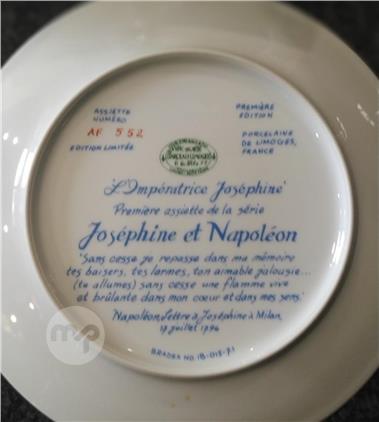 ASSIETTE
NUMÉRO
AF 552
EDITION LIMITÉE
PREMIÈRE
EDITION
PORCELAINE
DE LIMOGES,
FRANCE
'L'Impératrice Joséphine'
Première assiette de la série
Joséphine et Napoléon
'Sans cesse je repasse dans ma mémoire
tes baisers, tes larmes, ton aimable jalousie...
(tu allumes) sans cesse une flamme vive
et brûlante dans mon coeur et dans mes sens.'
Napoléon, Lettre à Joséphine à Milan,
17 juillet 1796
BRADEX NO. 18-D15-7.1